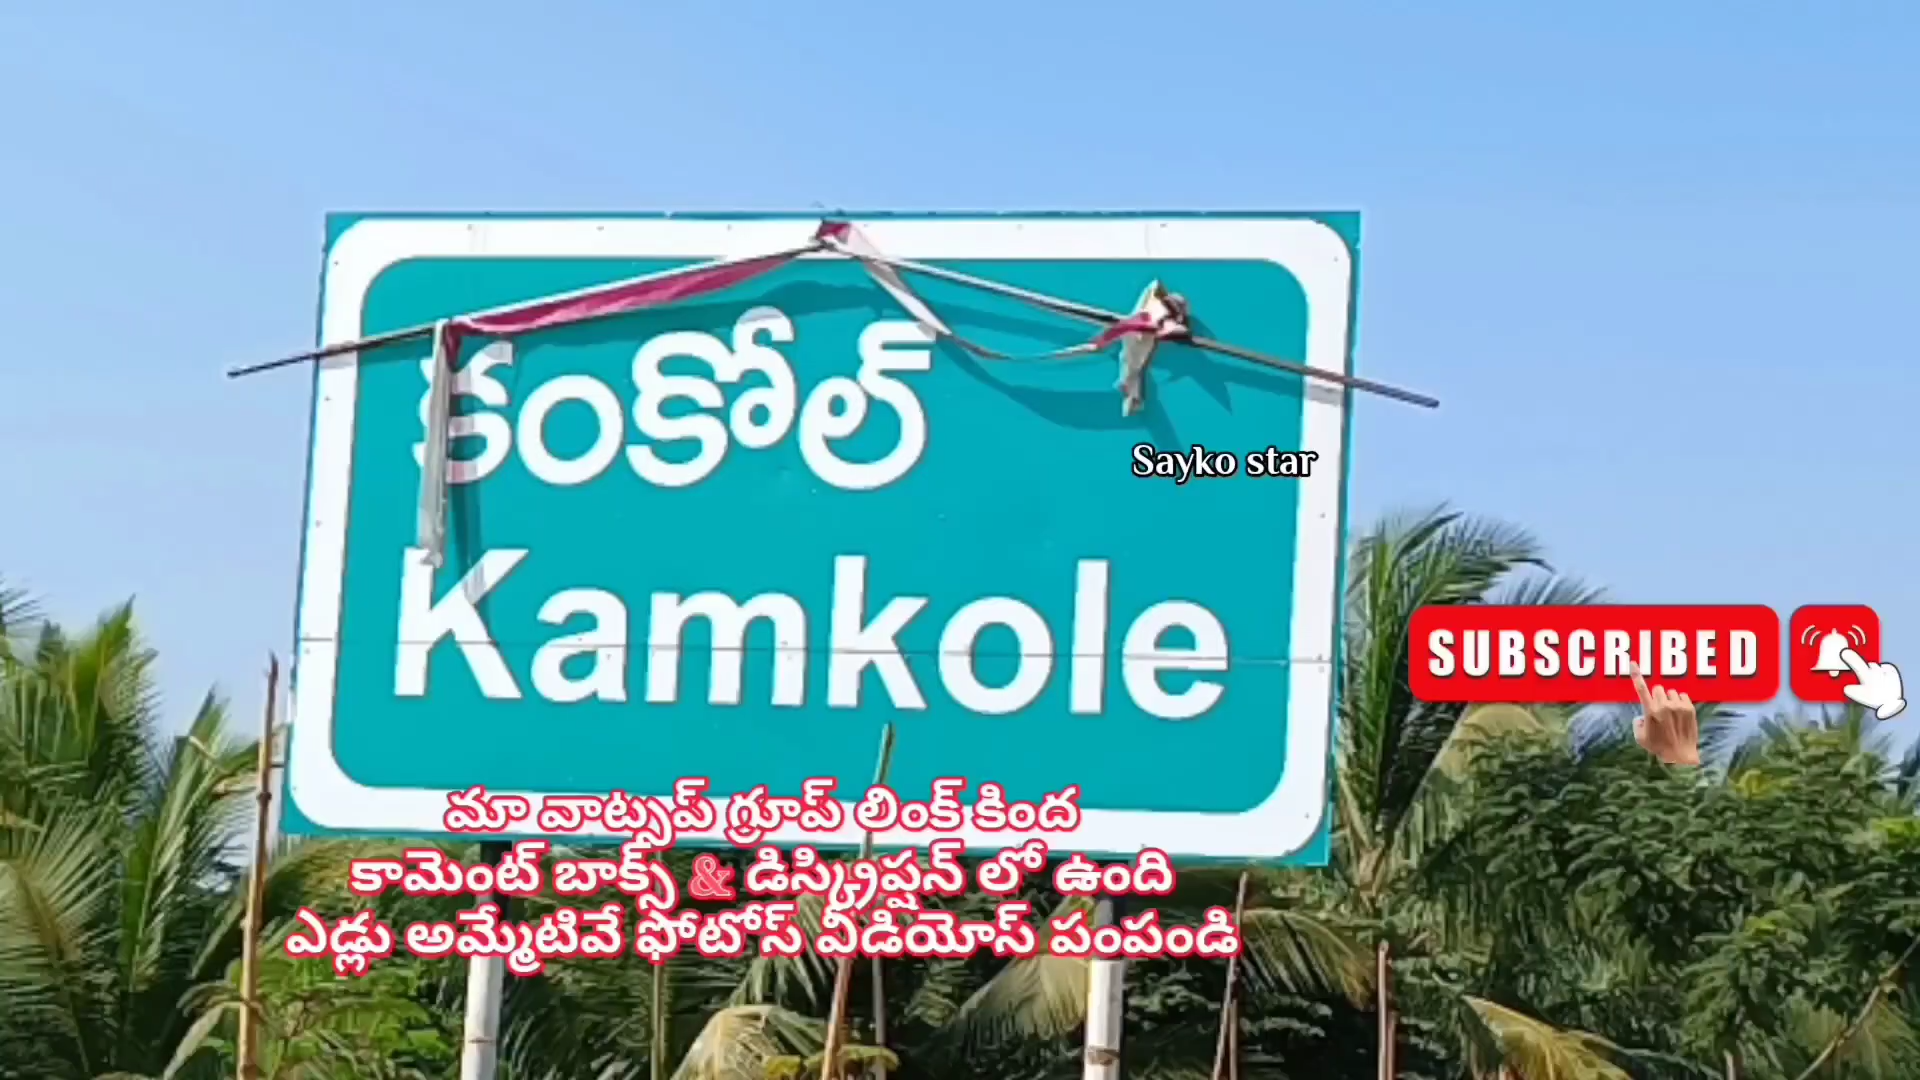 కంకోల్
Sayko star
Kamkole
SUBSCRIBED
మా వాట్సప్ గ్రూప్ లింక్ కింద
కామెంట్ బాక్స్ & డిస్క్రిప్షన్ లో ఉంది
ఎడ్లు అమ్మేటివే ఫోటోస్ వీడియోస్ పంపండి